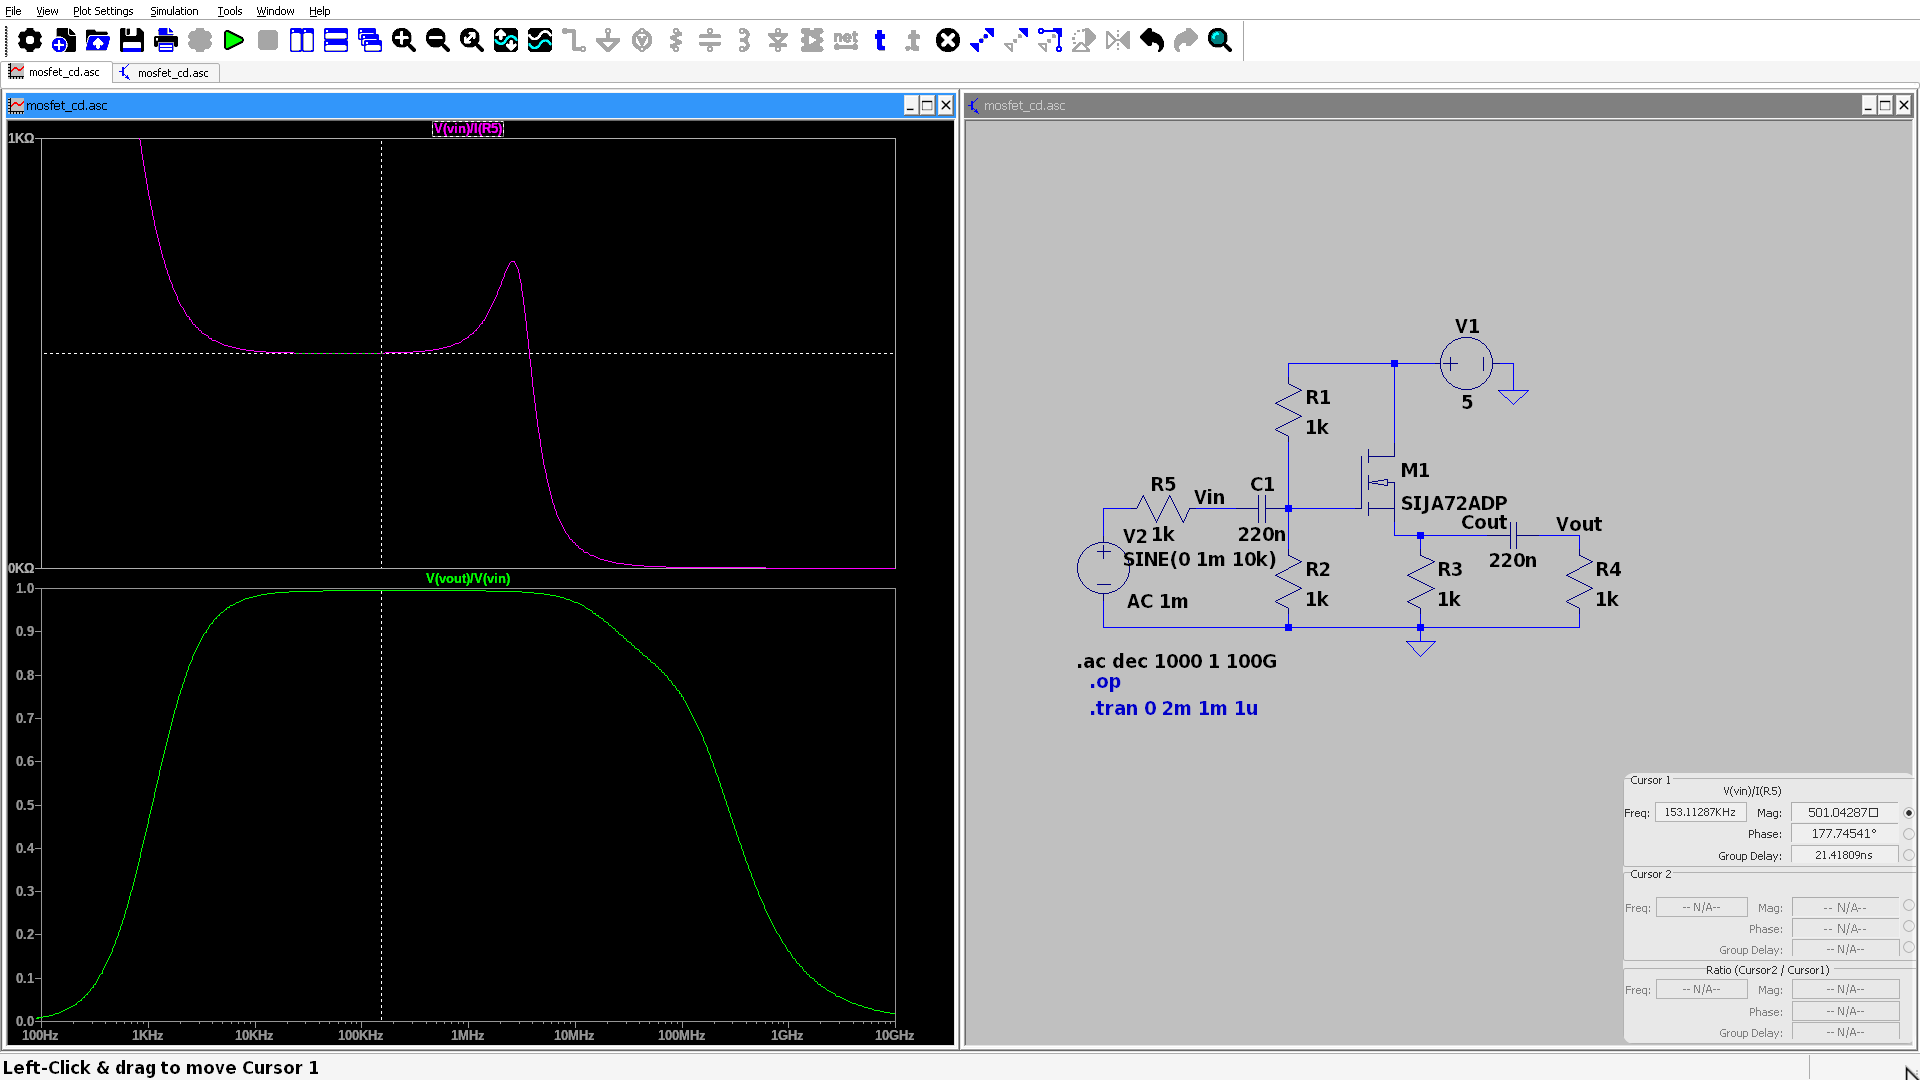 File View Plot Settings Simulation Tools Window Help
net t t
mosfet_cd.asc mosfet_cd.asc
mosfet_cd.asc
V(vin)/I(R5)
1KΩ
0KΩ
V(vout)/V(vin)
1.0
0.9
0.8
0.7
0.6
0.5
0.4
0.3
0.2
0.1
0.0
100Hz 1KHz 10KHz 100KHz 1MHz 10MHz 100MHz 1GHz 10GHz
mosfet_cd.asc
V1
5
R1
1k
M1
SIJA72ADP
R5 Vin C1
V2 1k 220n
SINE(0 1m 10k)
AC 1m
R2
1k
Cout Vout
220n
R3
1k
R4
1k
.ac dec 1000 1 100G
.op
.tran 0 2m 1m 1u
Cursor 1
V(vin)/I(R5)
Freq: 153.11287KHz Mag: 501.04287□
Phase: 177.74541°
Group Delay: 21.41809ns
Cursor 2
Freq: -- N/A-- Mag: -- N/A--
Phase: -- N/A--
Group Delay: -- N/A--
Ratio (Cursor2 / Cursor1)
Freq: -- N/A-- Mag: -- N/A--
Phase: -- N/A--
Group Delay: -- N/A--
Left-Click & drag to move Cursor 1